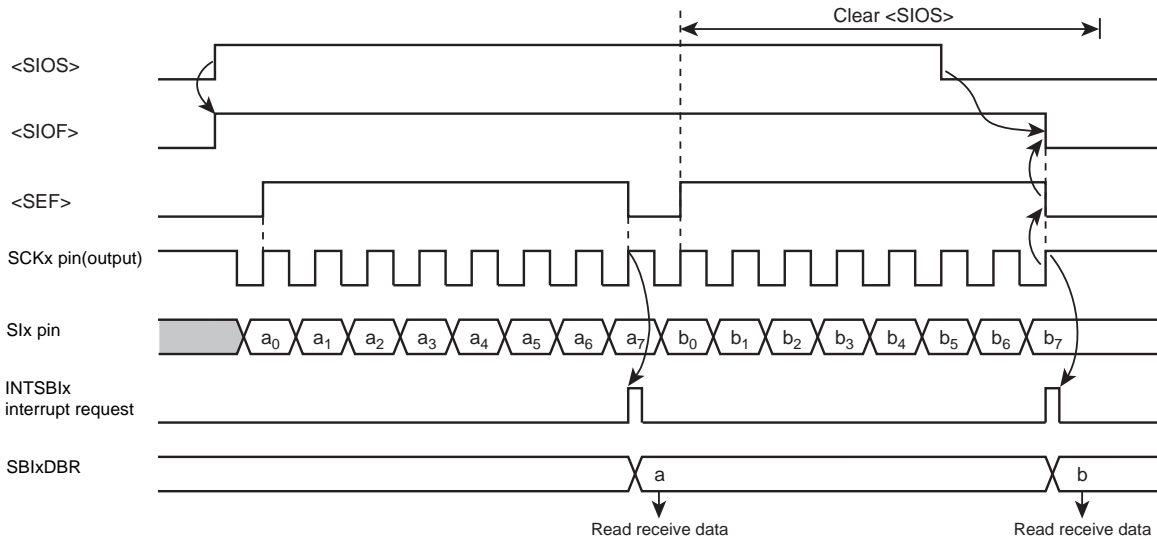 Clear <SIOS>
<SIOS>
<SIOF>
<SEF>
SCKx pin(output)
SIx pin
a0 a1 a2 a3 a4 a5 a6 a7 b0 b1 b2 b3 b4 b5 b6 b7
INTSBIx
interrupt request
SBIxDBR
a b
Read receive data Read receive data